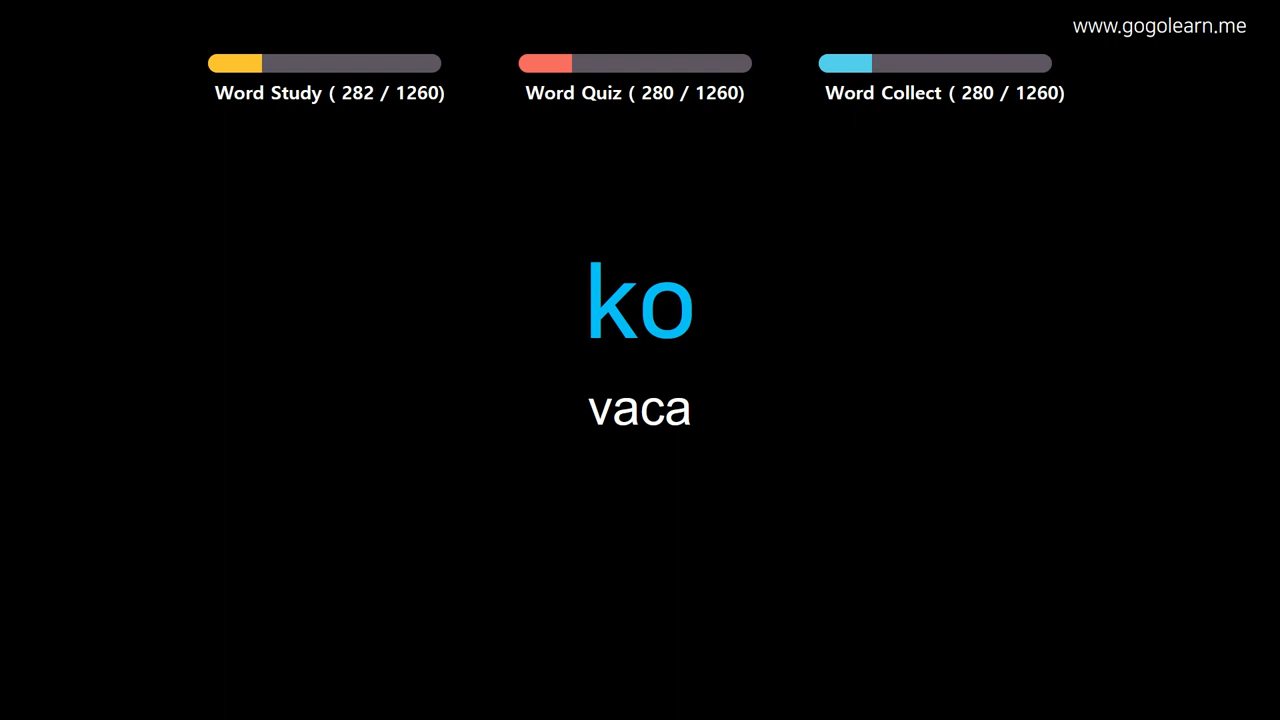 www.gogolearn.me
Word Study ( 282 / 1260)
Word Quiz ( 280 / 1260)
Word Collect ( 280 / 1260)
ko
vaca